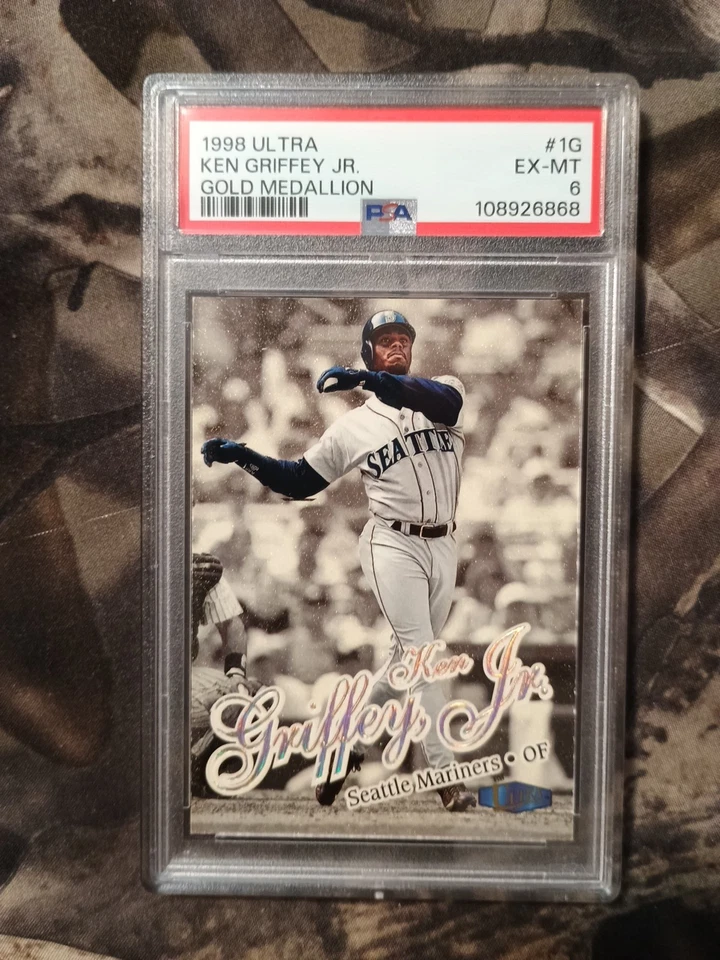 1998 ULTRA #1G
KEN GRIFFEY JR. EX-MT
GOLD MEDALLION 6
PSA 108926868
SEATTLE
Ken
Griffey, Jr.
Seattle Mariners • OF